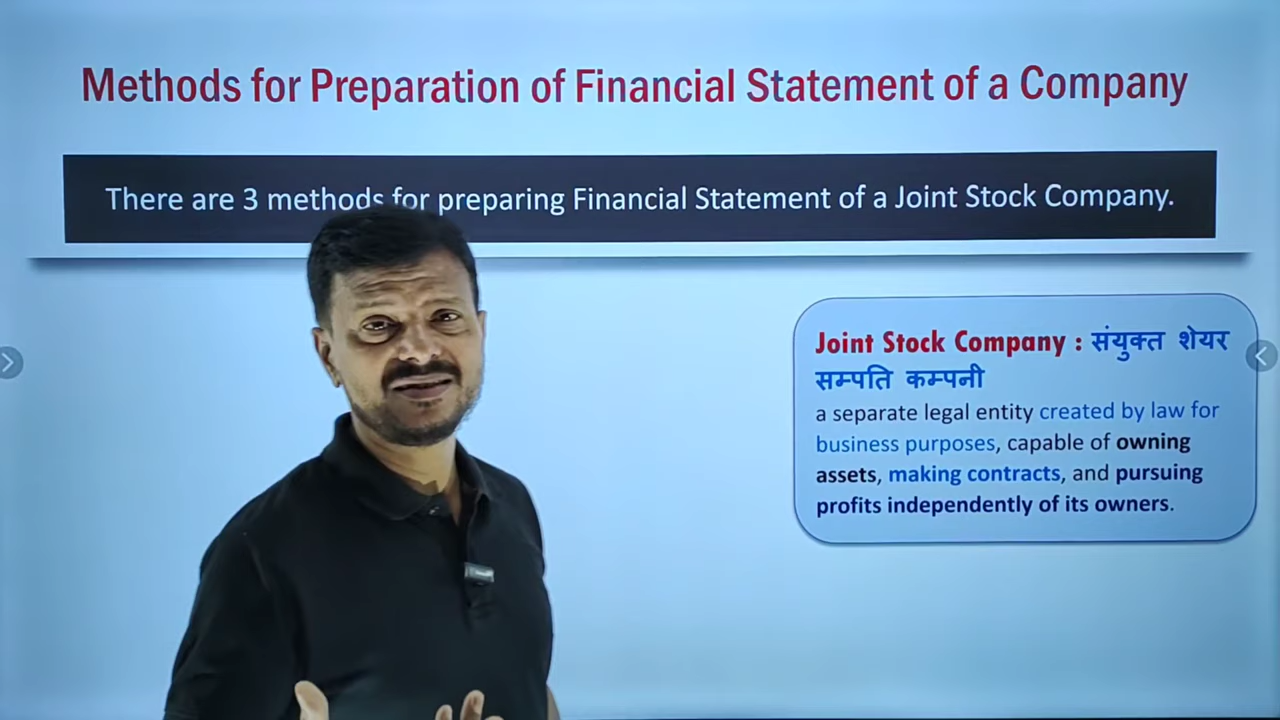 Methods for Preparation of Financial Statement of a Company
There are 3 methods for preparing Financial Statement of a Joint Stock Company.
Joint Stock Company : संयुक्त शेयर
सम्पति कम्पनी
a separate legal entity created by law for
business purposes, capable of owning
assets, making contracts, and pursuing
profits independently of its owners.